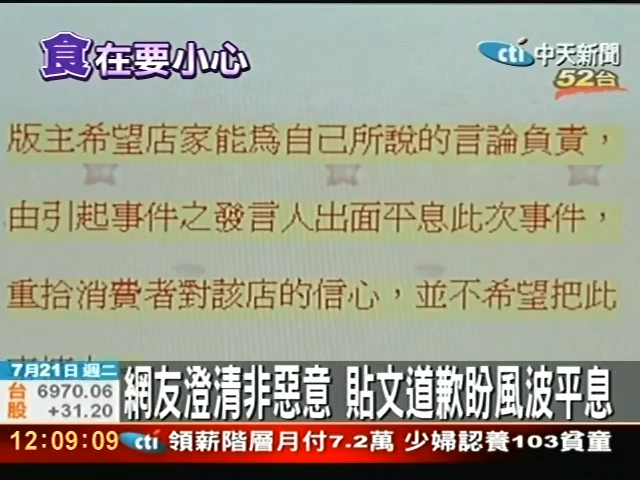 食在要小心
cti 中天新聞
52台
版主希望店家能為自己所說的言論負責，
由引起事件之發言人出面平息此次事件，
重拾消費者對該店的信心，並不希望把此
7月21日 週二
台股 6970.06
+31.20
網友澄清非惡意 貼文道歉盼風波平息
12:09:09 cti 領薪階層月付7.2萬 少婦認養103貧童